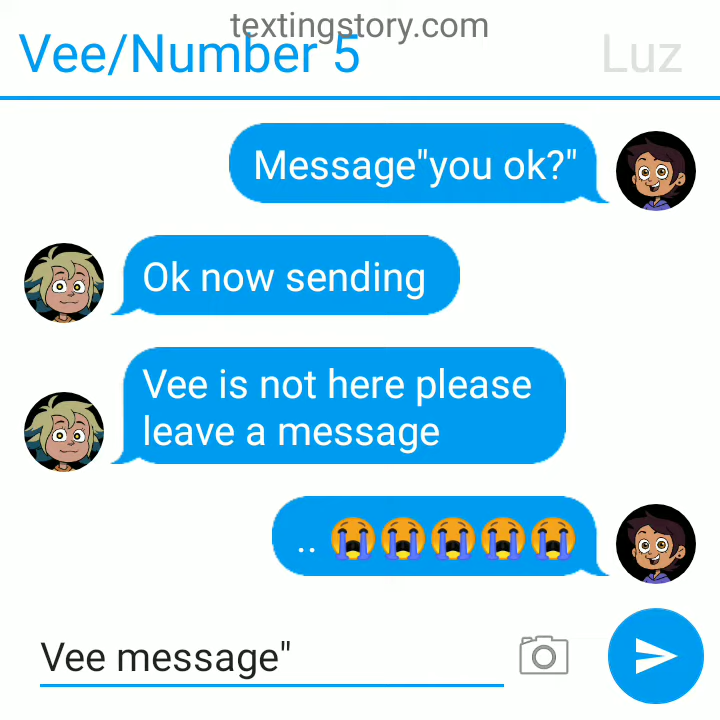 textingstory.com
Vee/Number 5
Luz
Message"you ok?"
Ok now sending
Vee is not here please
leave a message
.. 😭😭😭😭😭
Vee message"